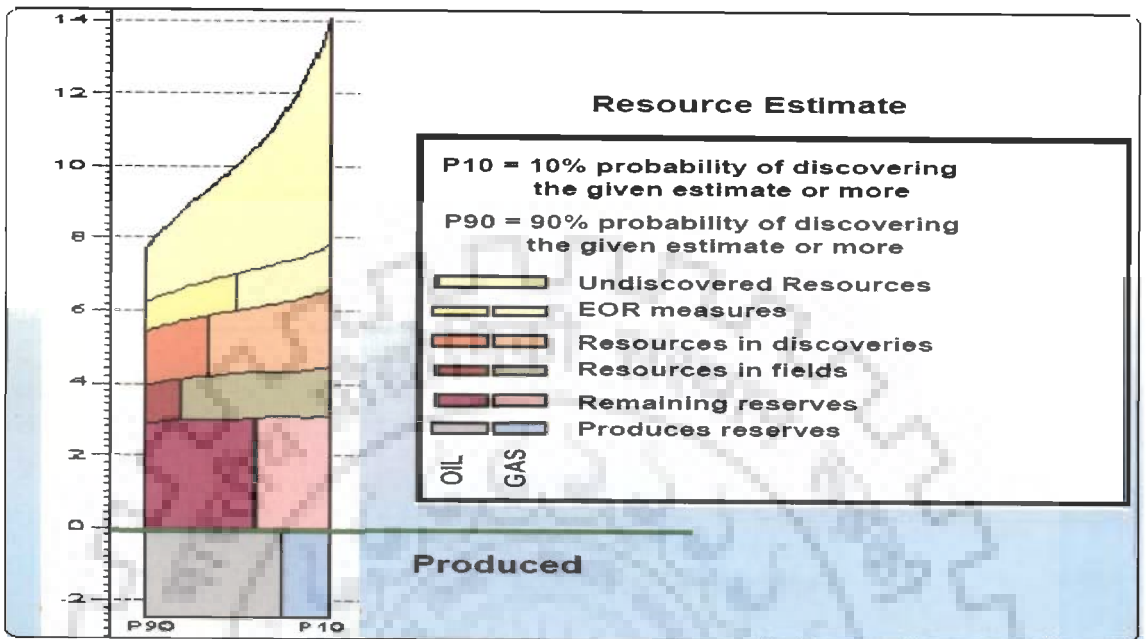 14
12
10
8
6
4
2
0
-2
P90
P10
Resource Estimate
P10 = 10% probability of discovering
the given estimate or more
P90 = 90% probability of discovering
the given estimate or more
Undiscovered Resources
EOR measures
Resources in discoveries
Resources in fields
Remaining reserves
Produces reserves
OIL
GAS
Produced